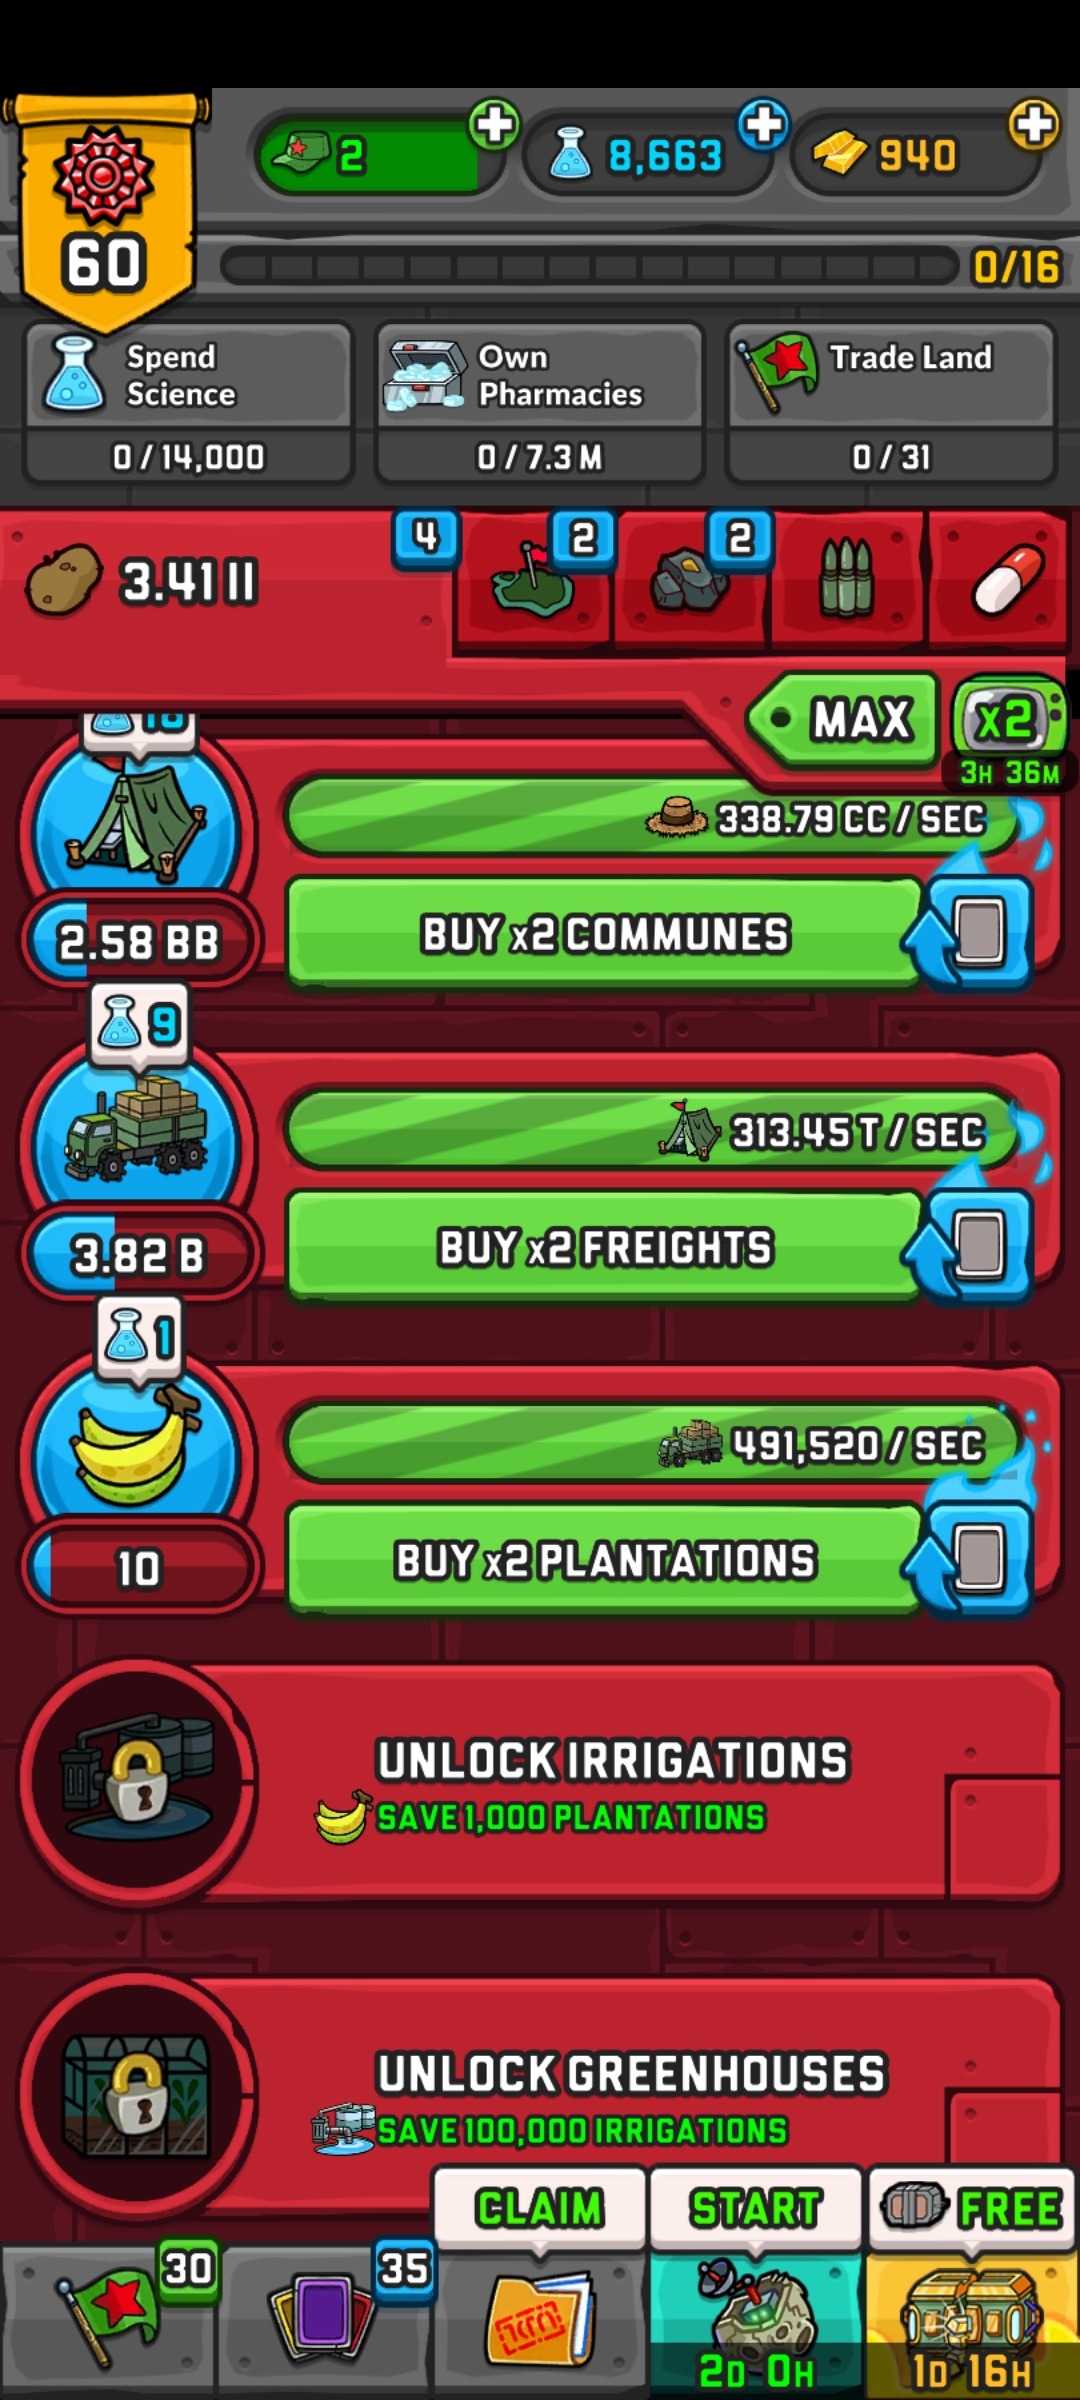 2
8,663
940
60
0/16
Spend
Science
0/14,000
Own
Pharmacies
0/7.3 M
Trade Land
0/31
3.41 II
4
2
2
MAX
x2
3H 36M
338.79 CC / SEC
2.58 BB
BUY x2 COMMUNES
9
313.45 T / SEC
3.82 B
BUY x2 FREIGHTS
1
491,520 / SEC
10
BUY x2 PLANTATIONS
UNLOCK IRRIGATIONS
SAVE 1,000 PLANTATIONS
UNLOCK GREENHOUSES
SAVE 100,000 IRRIGATIONS
CLAIM
START
FREE
30
35
2D 0H
1D 16H